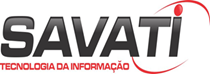 SAVATI
TECNOLOGIA DA INFORMAÇÃO